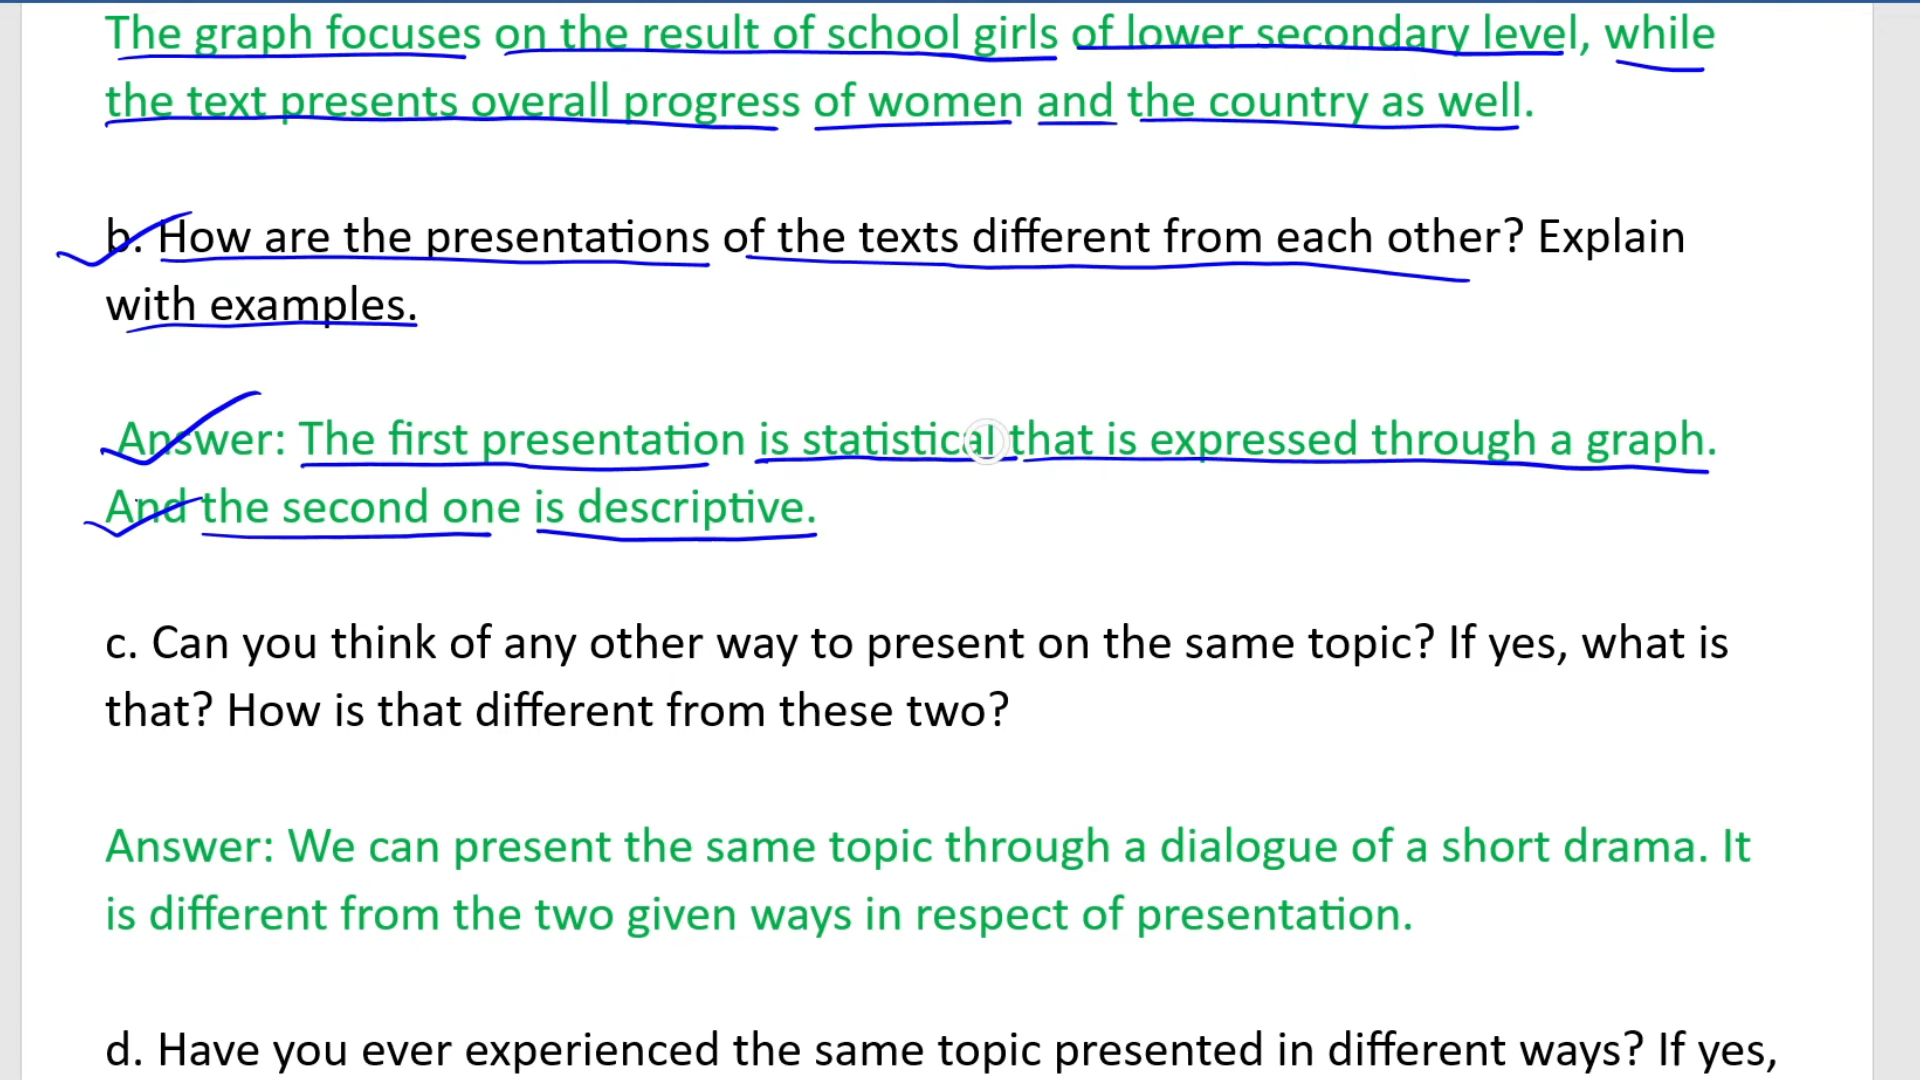 The graph focuses on the result of school girls of lower secondary level, while
the text presents overall progress of women and the country as well.
b. How are the presentations of the texts different from each other? Explain
with examples.
Answer: The first presentation is statistical that is expressed through a graph.
And the second one is descriptive.
c. Can you think of any other way to present on the same topic? If yes, what is
that? How is that different from these two?
Answer: We can present the same topic through a dialogue of a short drama. It
is different from the two given ways in respect of presentation.
d. Have you ever experienced the same topic presented in different ways? If yes,